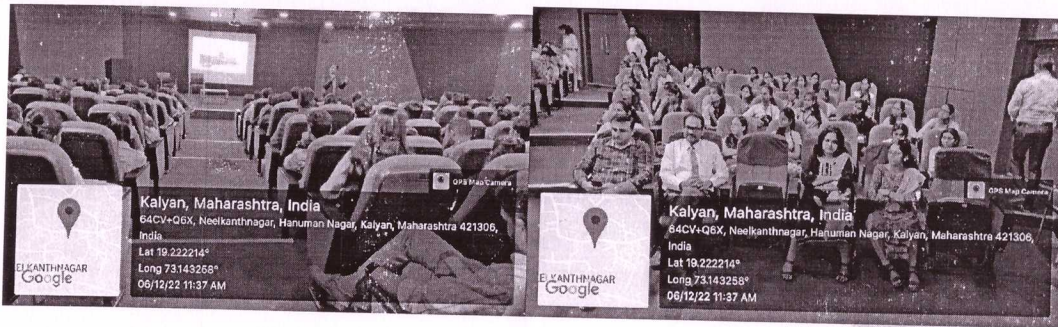 GPS Map Camera
Kalyan, Maharashtra, India
64CV+Q6X, Neelkanthnagar, Hanuman Nagar, Kalyan, Maharashtra 421306,
India
Lat 19.222214°
Long 73.143258°
06/12/22 11:37 AM
ELKANTHNAGAR
Google
GPS Map Camera
Kalyan, Maharashtra, India
64CV+Q6X, Neelkanthnagar, Hanuman Nagar, Kalyan, Maharashtra 421306,
India
Lat 19.222214°
Long 73.143258°
06/12/22 11:37 AM
ELKANTHNAGAR
Google